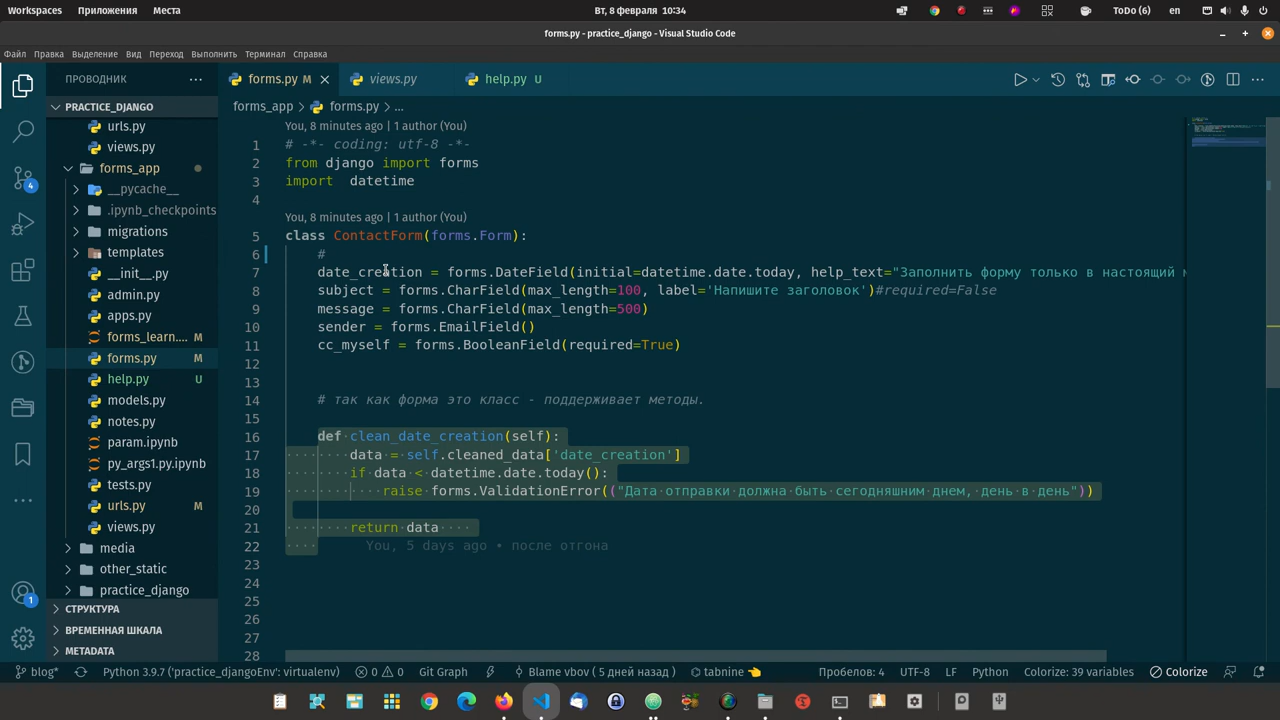 Workspaces Приложения Места Вт, 8 февраля 10:34 ToDo (6) en
forms.py - practice_django - Visual Studio Code
Файл Правка Выделение Вид Переход Выполнить Терминал Справка
ПРОВОДНИК ··· forms.py M views.py help.py U
PRACTICE_DJANGO forms_app > forms.py > ...
urls.py
views.py
forms_app
__pycache__
.ipynb_checkpoints
migrations
templates
__init__.py
admin.py
apps.py
forms_learn.... M
forms.py M
help.py U
models.py
notes.py
param.ipynb
py_args1.py.ipynb
tests.py
urls.py M
views.py
media
other_static
practice_django
СТРУКТУРА
ВРЕМЕННАЯ ШКАЛА
METADATA
4
1
You, 8 minutes ago | 1 author (You)
1 # -*- coding: utf-8 -*-
2 from django import forms
3 import  datetime
4
You, 8 minutes ago | 1 author (You)
5 class ContactForm(forms.Form):
6 #
7 date_creation = forms.DateField(initial=datetime.date.today, help_text="Заполнить форму только в настоящий м
8 subject = forms.CharField(max_length=100, label='Напишите заголовок')#required=False
9 message = forms.CharField(max_length=500)
10 sender = forms.EmailField()
11 cc_myself = forms.BooleanField(required=True)
12
13
14 # так как форма это класс - поддерживает методы.
15
16 def clean_date_creation(self):
17 data = self.cleaned_data['date_creation']
18 if data < datetime.date.today():
19 raise forms.ValidationError(("Дата отправки должна быть сегодняшним днем, день в день"))
20
21 return data
22 You, 5 days ago • после отгона
23
24
25
26
27
28
blog* Python 3.9.7 ('practice_djangoEnv': virtualenv) 0 0 Git Graph Blame vbov ( 5 дней назад ) tabnine Пробелов: 4 UTF-8 LF Python Colorize: 39 variables Colorize